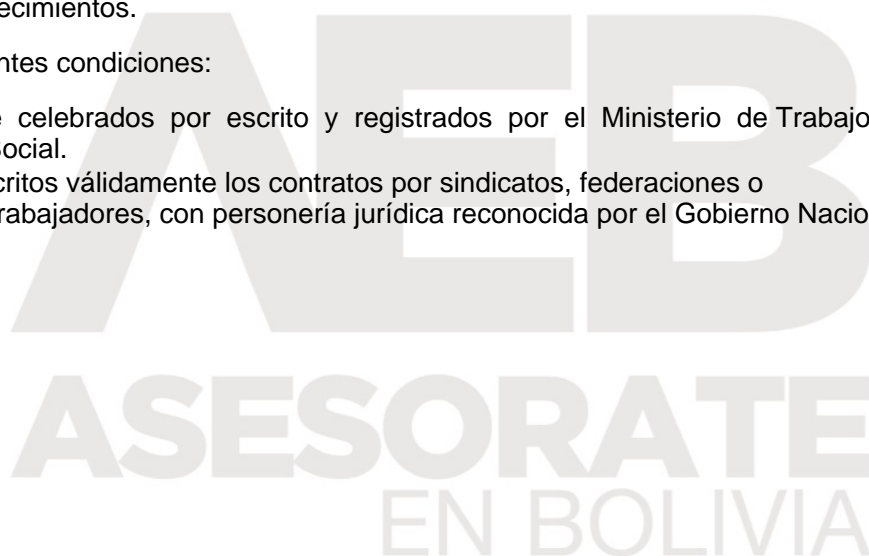 ecimientos.
ntes condiciones:
e celebrados por escrito y registrados por el Ministerio de Trabajo
Social.
critos válidamente los contratos por sindicatos, federaciones o
rabajadores, con personería jurídica reconocida por el Gobierno Nacio
AEB
ASESORATE
EN BOLIVIA